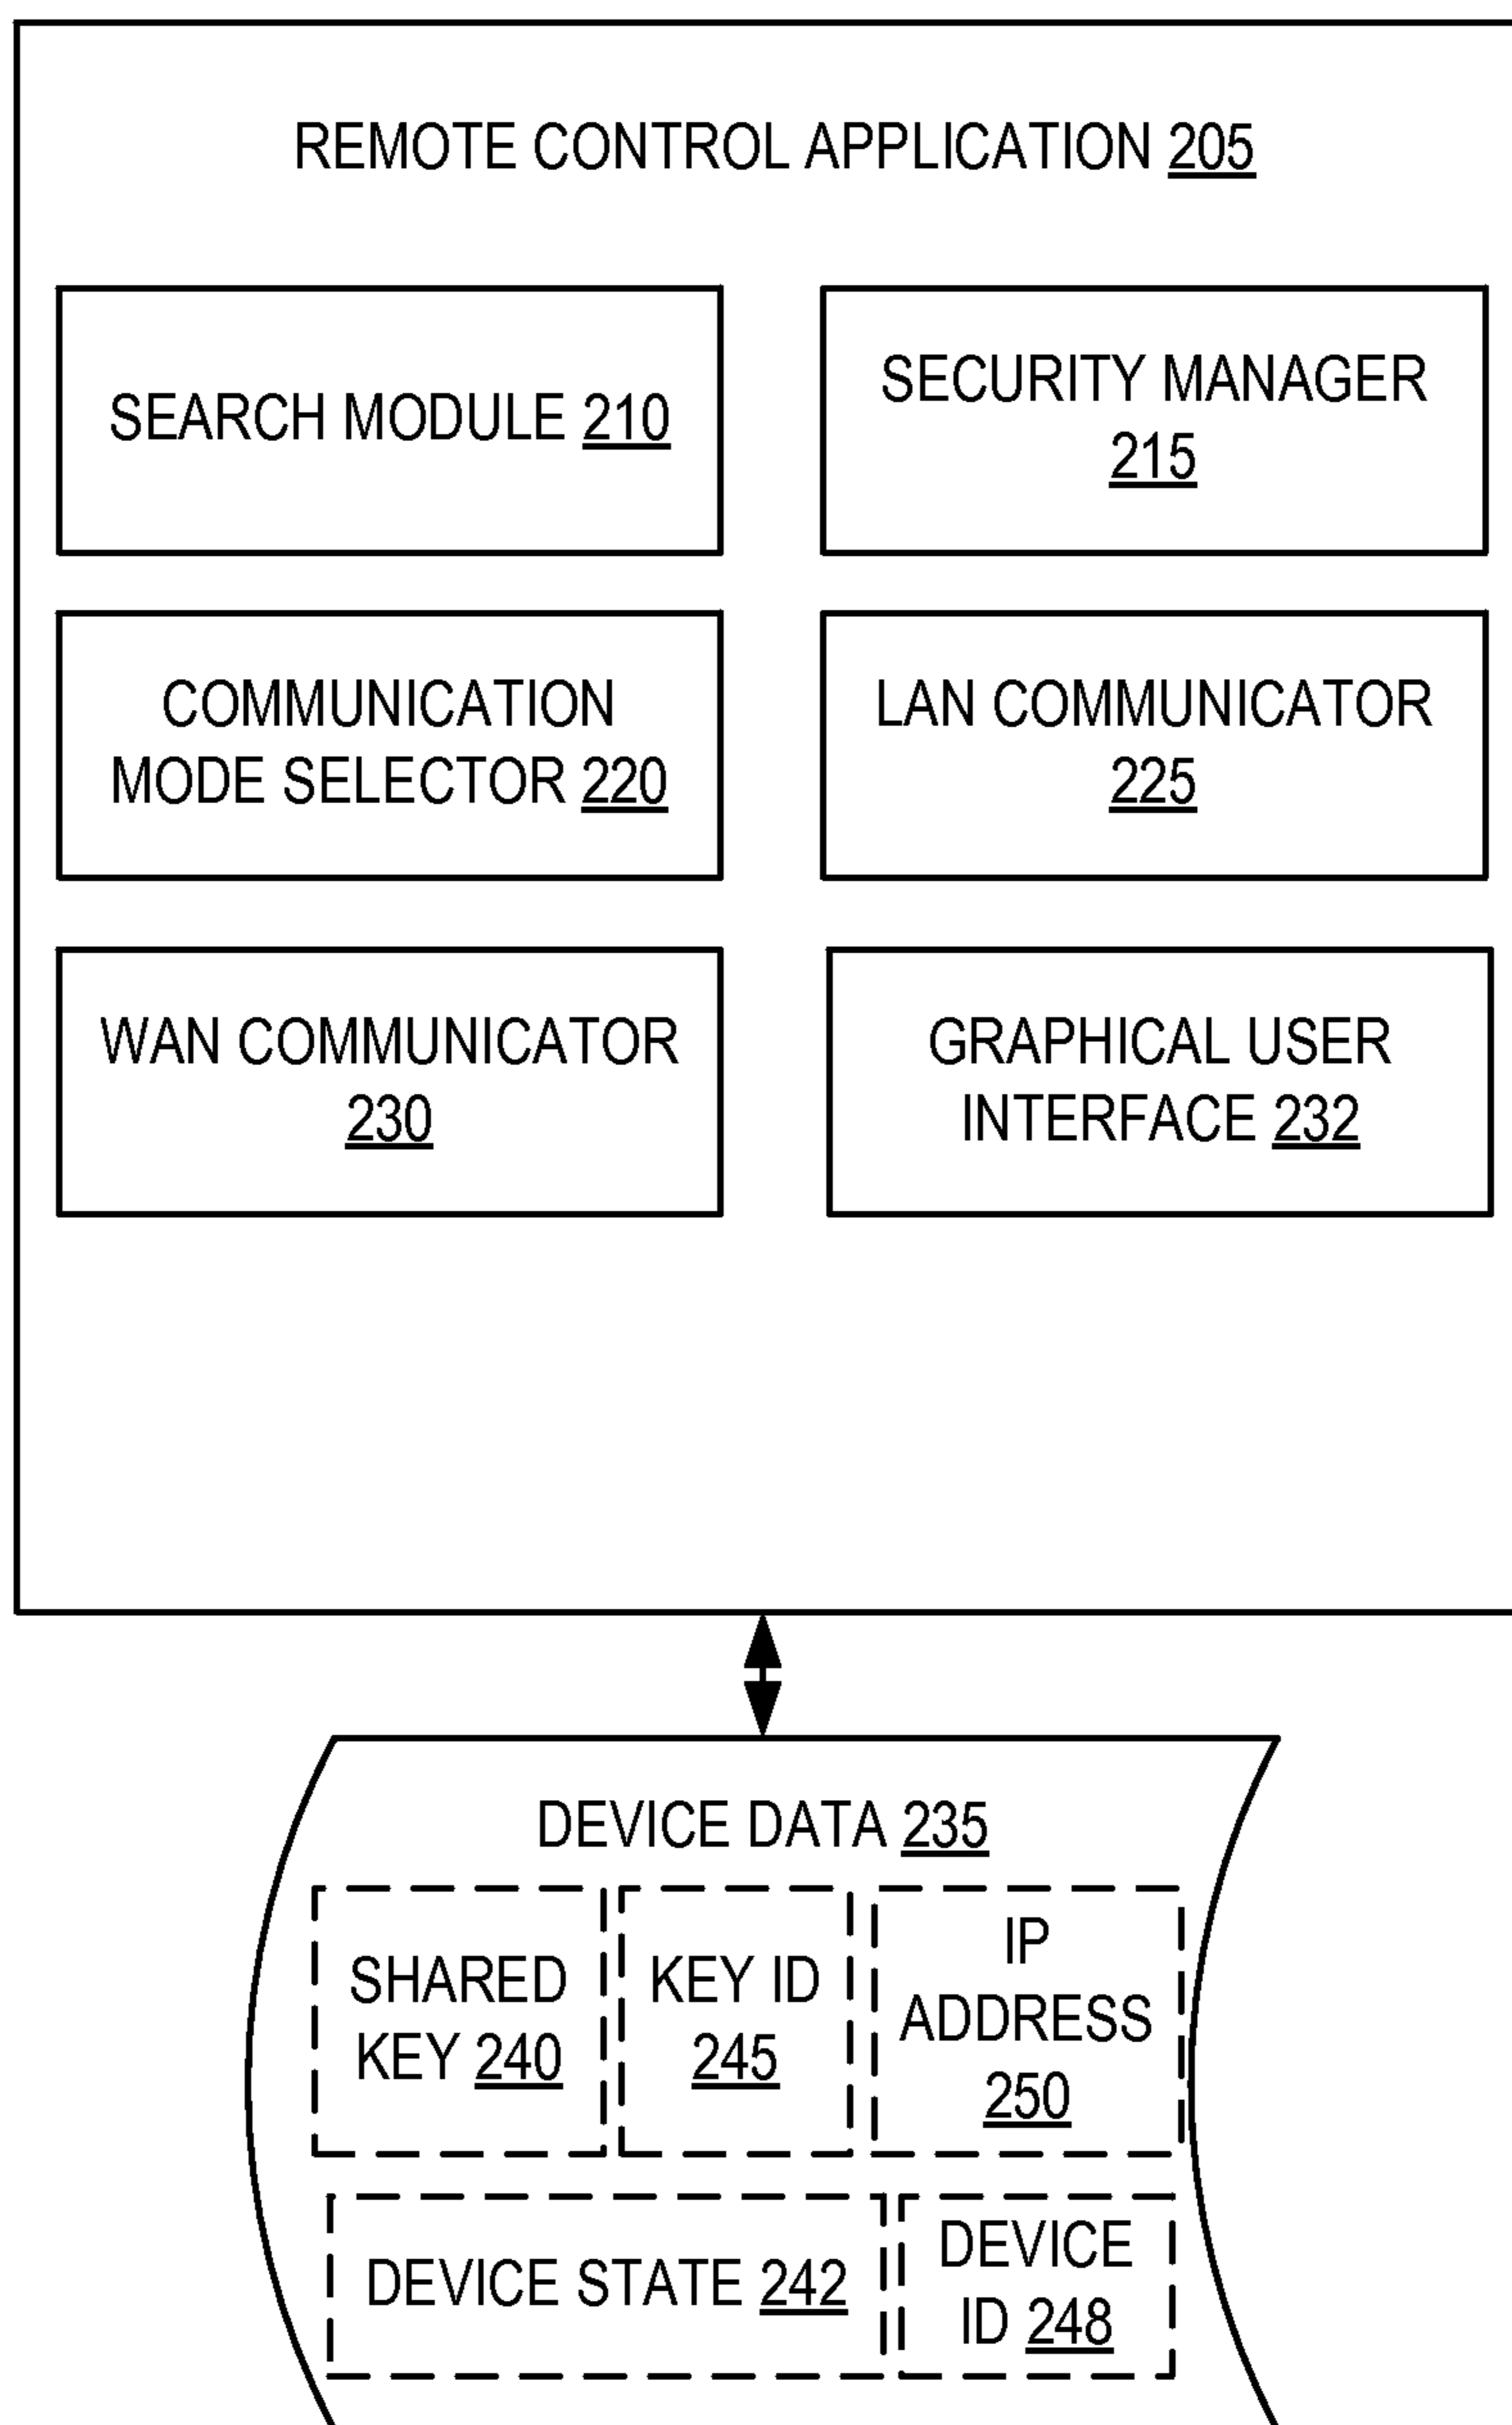 REMOTE CONTROL APPLICATION 205
SEARCH MODULE 210
SECURITY MANAGER
215
COMMUNICATION
MODE SELECTOR 220
LAN COMMUNICATOR
225
WAN COMMUNICATOR
230
GRAPHICAL USER
INTERFACE 232
DEVICE DATA 235
SHARED
KEY 240
KEY ID
245
IP
ADDRESS
250
DEVICE STATE 242
DEVICE
ID 248